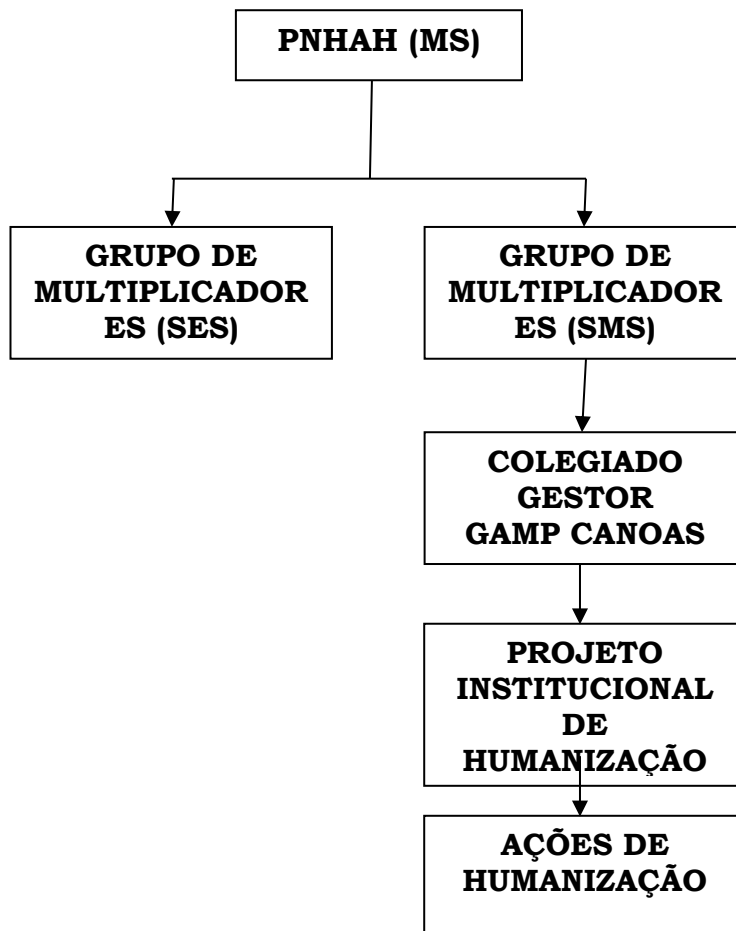 PNHAH (MS)
GRUPO DE
MULTIPLICADOR
ES (SES)
GRUPO DE
MULTIPLICADOR
ES (SMS)
COLEGIADO
GESTOR
GAMP CANOAS
PROJETO
INSTITUCIONAL
DE
HUMANIZAÇÃO
AÇÕES DE
HUMANIZAÇÃO